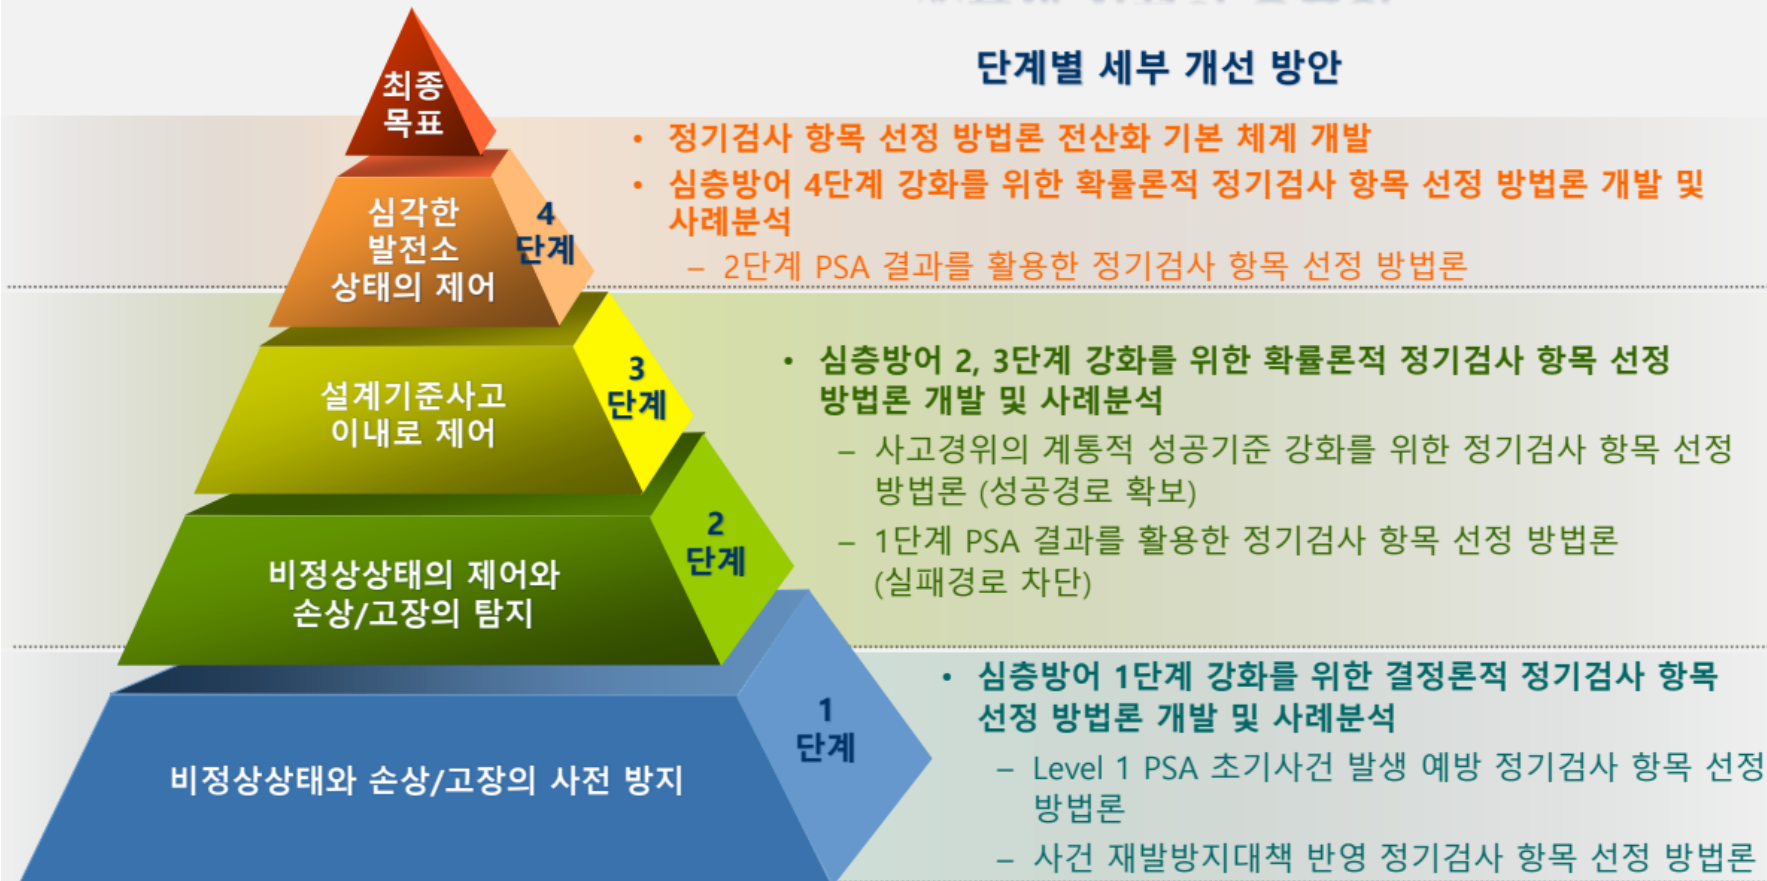 단계별 세부 개선 방안
최종
목표
심각한
발전소
상태의 제어
4
단계
• 정기검사 항목 선정 방법론 전산화 기본 체계 개발
• 심층방어 4단계 강화를 위한 확률론적 정기검사 항목 선정 방법론 개발 및
사례분석
– 2단계 PSA 결과를 활용한 정기검사 항목 선정 방법론
설계기준사고
이내로 제어
3
단계
비정상상태의 제어와
손상/고장의 탐지
2
단계
• 심층방어 2, 3단계 강화를 위한 확률론적 정기검사 항목 선정
방법론 개발 및 사례분석
– 사고경위의 계통적 성공기준 강화를 위한 정기검사 항목 선정
방법론 (성공경로 확보)
– 1단계 PSA 결과를 활용한 정기검사 항목 선정 방법론
(실패경로 차단)
비정상상태와 손상/고장의 사전 방지
1
단계
• 심층방어 1단계 강화를 위한 결정론적 정기검사 항목
선정 방법론 개발 및 사례분석
– Level 1 PSA 초기사건 발생 예방 정기검사 항목 선정
방법론
– 사건 재발방지대책 반영 정기검사 항목 선정 방법론